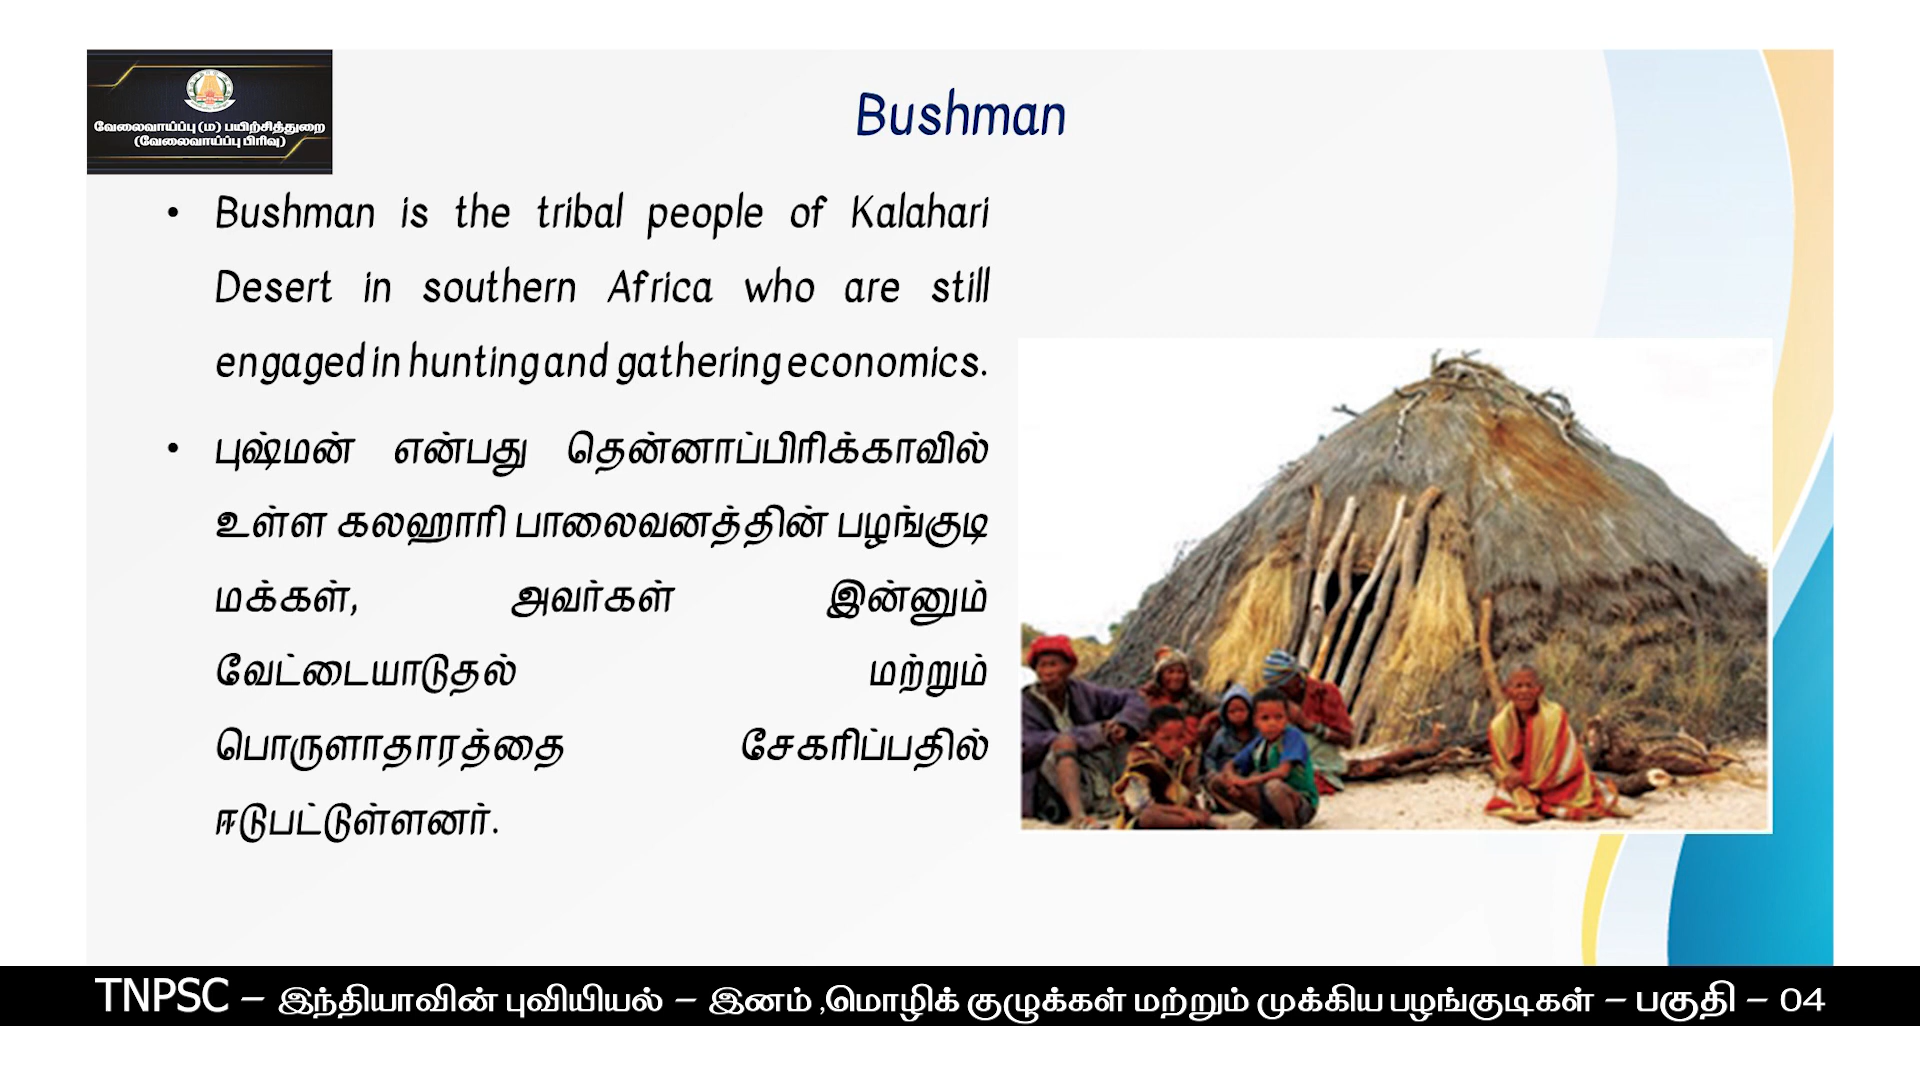 வேலைவாய்ப்பு (ம) பயிற்சித்துறை
(வேலைவாய்ப்பு பிரிவு)
Bushman
• Bushman is the tribal people of Kalahari
Desert in southern Africa who are still
engaged in hunting and gathering economics.
• புஷ்மன் என்பது தென்னாப்பிரிக்காவில்
உள்ள கலஹாரி பாலைவனத்தின் பழங்குடி
மக்கள், அவர்கள் இன்னும்
வேட்டையாடுதல் மற்றும்
பொருளாதாரத்தை சேகரிப்பதில்
ஈடுபட்டுள்ளனர்.
TNPSC – இந்தியாவின் புவியியல் – இனம் ,மொழிக் குழுக்கள் மற்றும் முக்கிய பழங்குடிகள் – பகுதி – 04